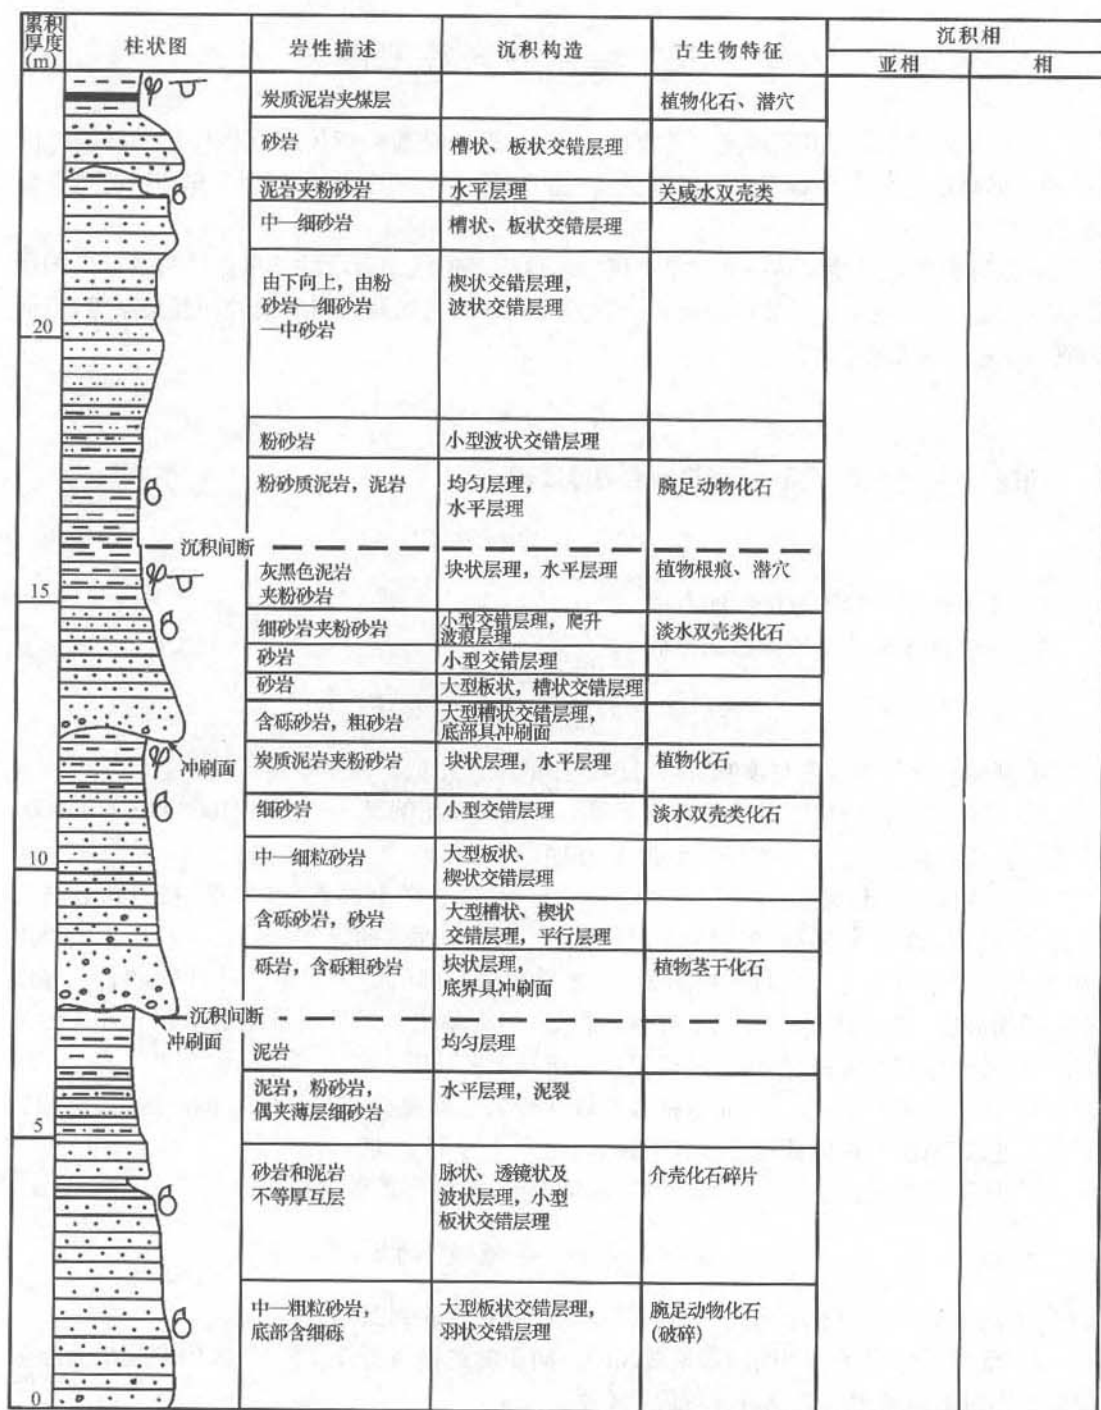 累积
厚度
(m)
柱状图
岩性描述
沉积构造
古生物特征
沉积相
亚相
相
炭质泥岩夹煤层
植物化石、潜穴
砂岩
槽状、板状交错层理
泥岩夹粉砂岩
水平层理
关咸水双壳类
中—细砂岩
槽状、板状交错层理
由下向上，由粉
砂岩—细砂岩
—中砂岩
楔状交错层理，
波状交错层理
20
粉砂岩
小型波状交错层理
粉砂质泥岩，泥岩
均匀层理，
水平层理
腕足动物化石
沉积间断
灰黑色泥岩
夹粉砂岩
块状层理，水平层理
植物根痕、潜穴
15
细砂岩夹粉砂岩
小型交错层理，爬升
波痕层理
淡水双壳类化石
砂岩
小型交错层理
砂岩
大型板状，槽状交错层理
含砾砂岩，粗砂岩
大型槽状交错层理，
底部具冲刷面
冲刷面
炭质泥岩夹粉砂岩
块状层理，水平层理
植物化石
细砂岩
小型交错层理
淡水双壳类化石
10
中—细粒砂岩
大型板状、
楔状交错层理
含砾砂岩，砂岩
大型槽状、楔状
交错层理，平行层理
砾岩，含砾粗砂岩
块状层理，
底界具冲刷面
植物茎干化石
沉积间断
冲刷面
泥岩
均匀层理
泥岩，粉砂岩，
偶夹薄层细砂岩
水平层理，泥裂
5
砂岩和泥岩
不等厚互层
脉状、透镜状及
波状层理，小型
板状交错层理
介壳化石碎片
中—粗粒砂岩，
底部含细砾
大型板状交错层理，
羽状交错层理
腕足动物化石
(破碎)
0